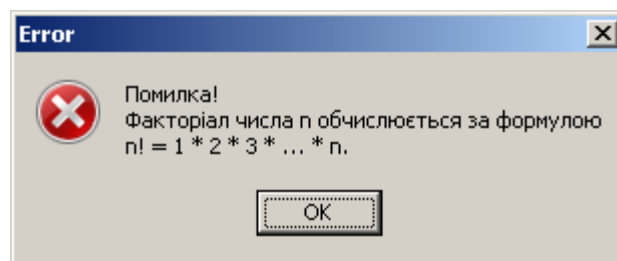 Error
Помилка!
Факторіал числа n обчислюється за формулою
n! = 1 * 2 * 3 * ... * n.
OK